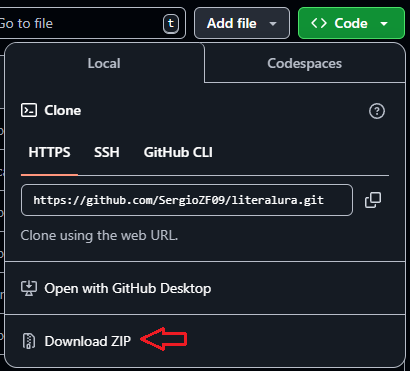 Go to file
t
Add file
<> Code
Local
Codespaces
Clone
HTTPS SSH GitHub CLI
https://github.com/SergioZF09/literalura.git
Clone using the web URL.
Open with GitHub Desktop
Download ZIP